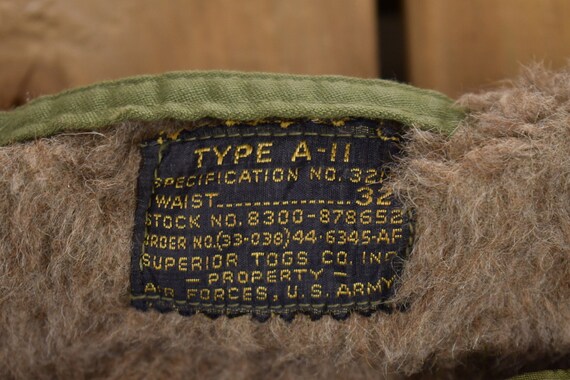 TYPE A-11
SPECIFICATION NO. 32
WAIST 32
STOCK NO. 8300-878652
ORDER NO. (33-038) 44-6345-AF
SUPERIOR TOGS CO. INC
— PROPERTY —
AIR FORCES, U.S. ARMY